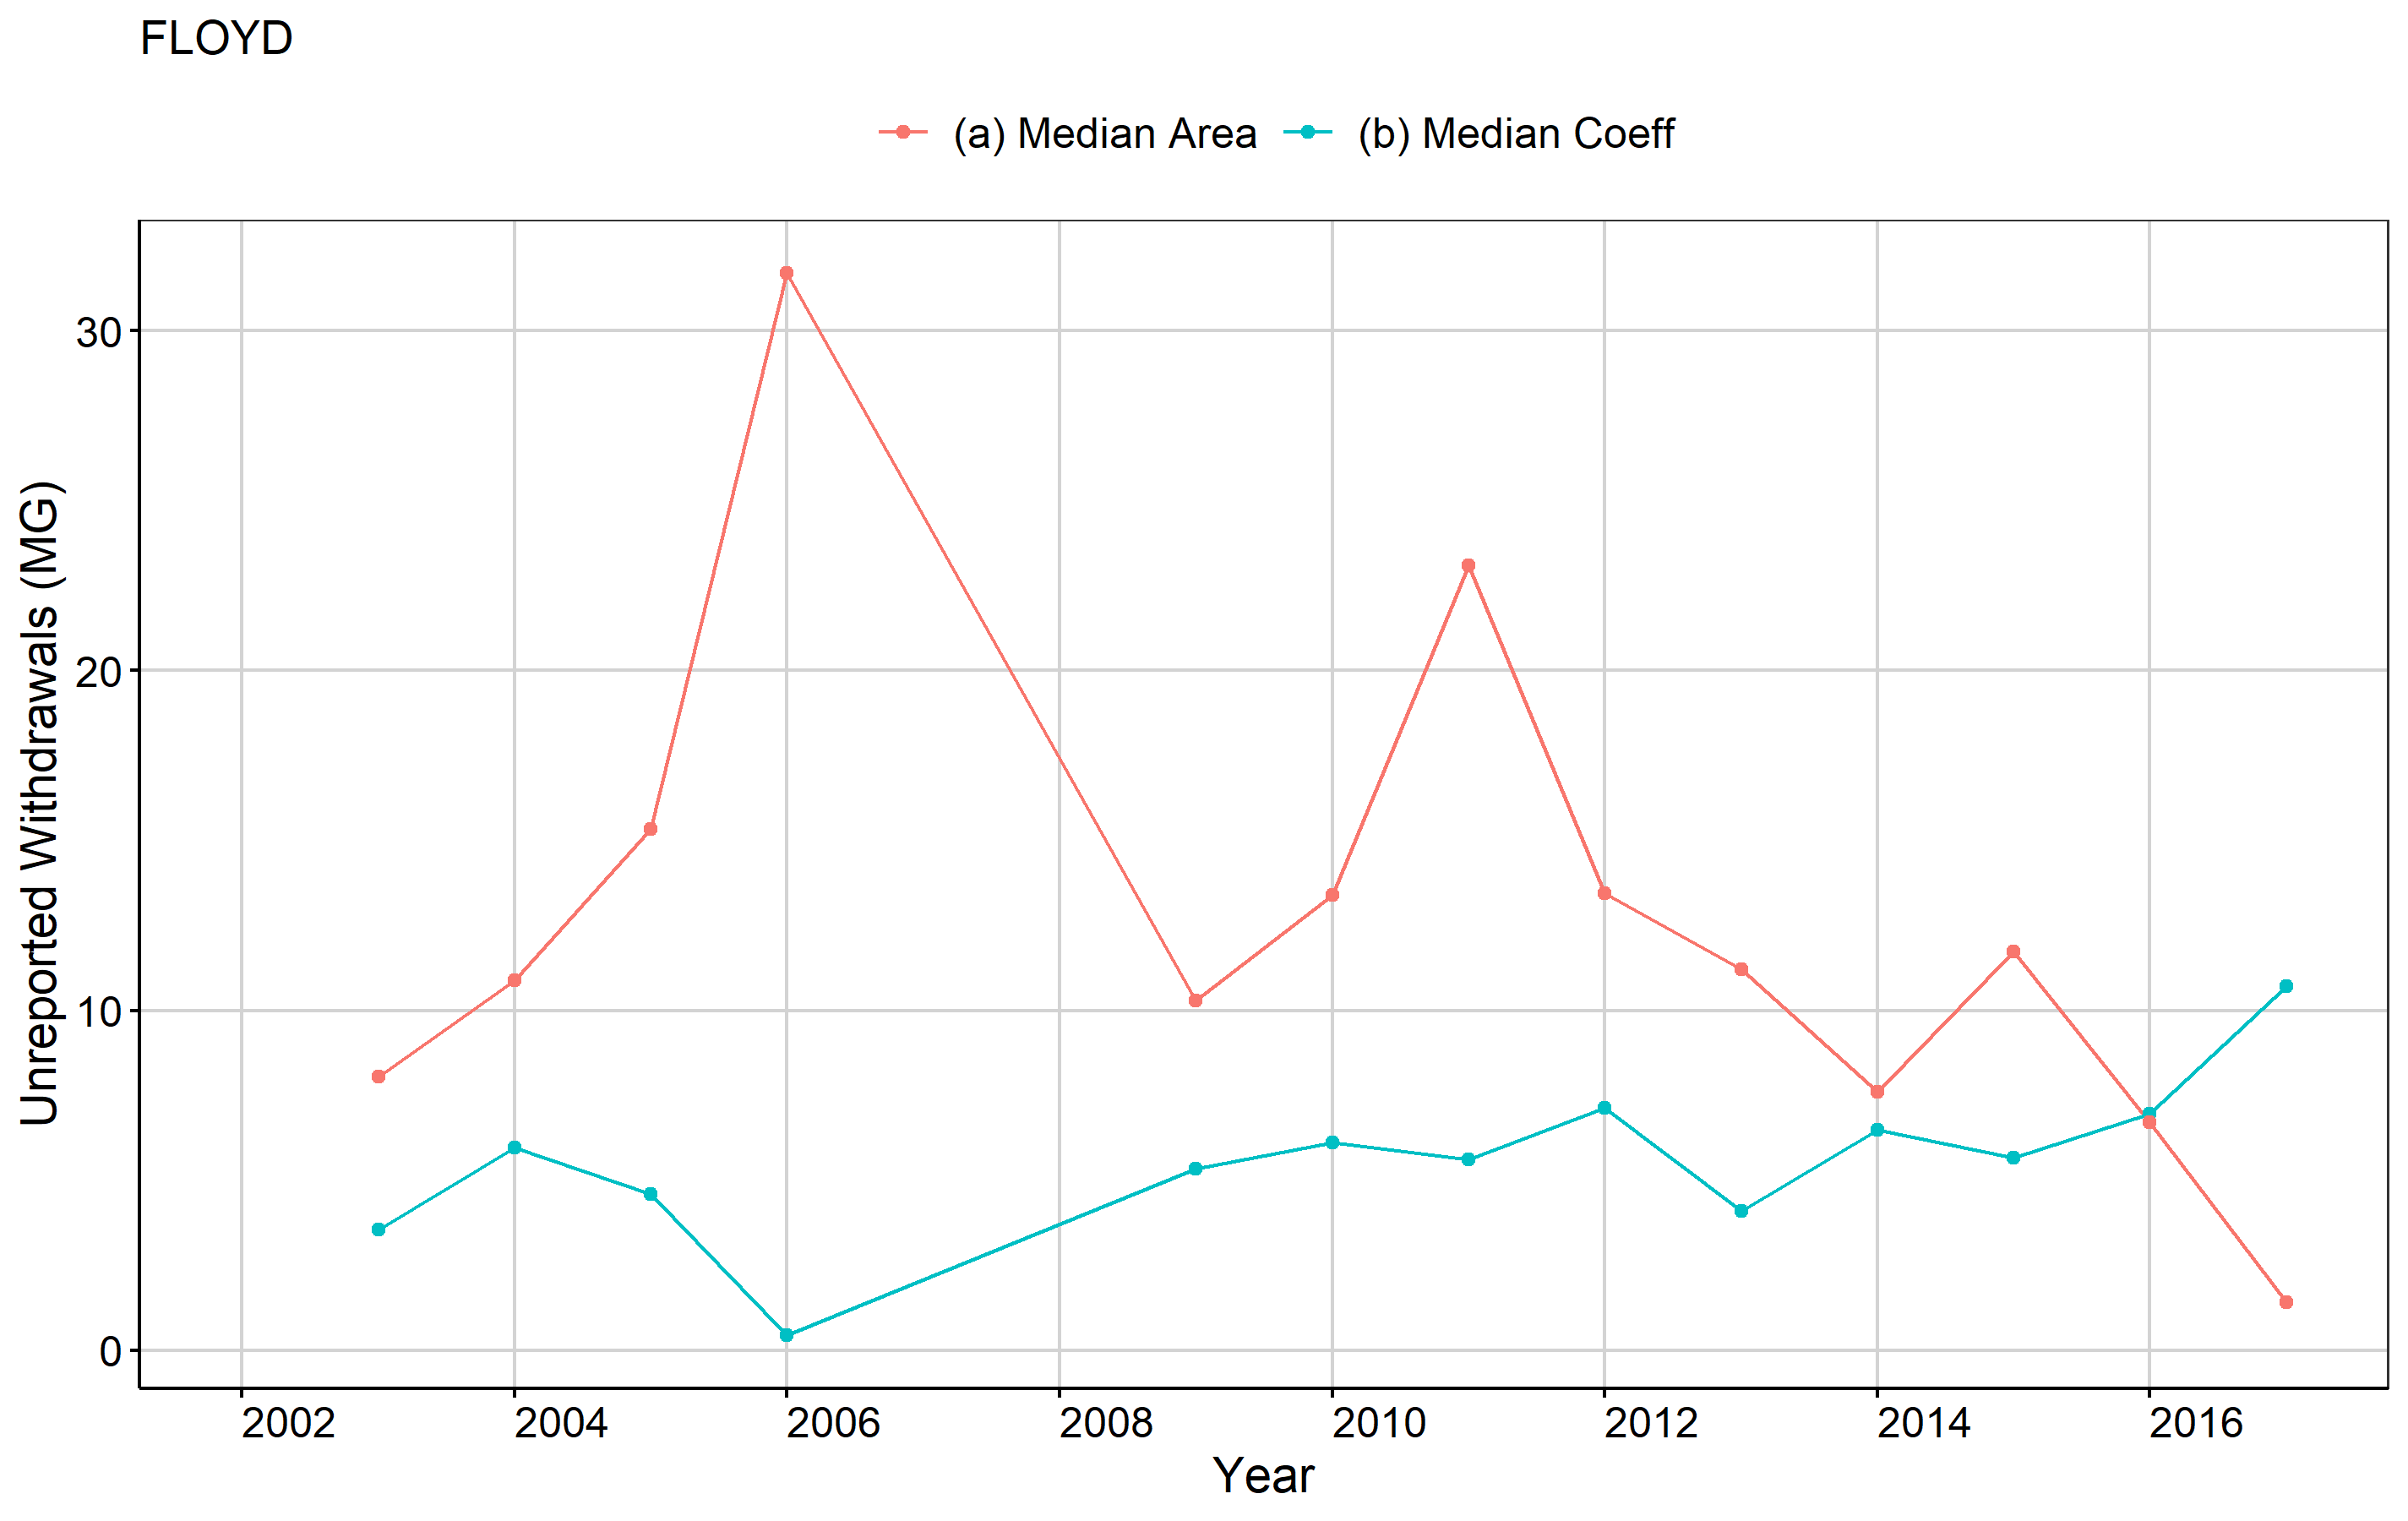 FLOYD
(a) Median Area (b) Median Coeff
Unreported Withdrawals (MG)
30
20
10
0
2002 2004 2006 2008 2010 2012 2014 2016
Year